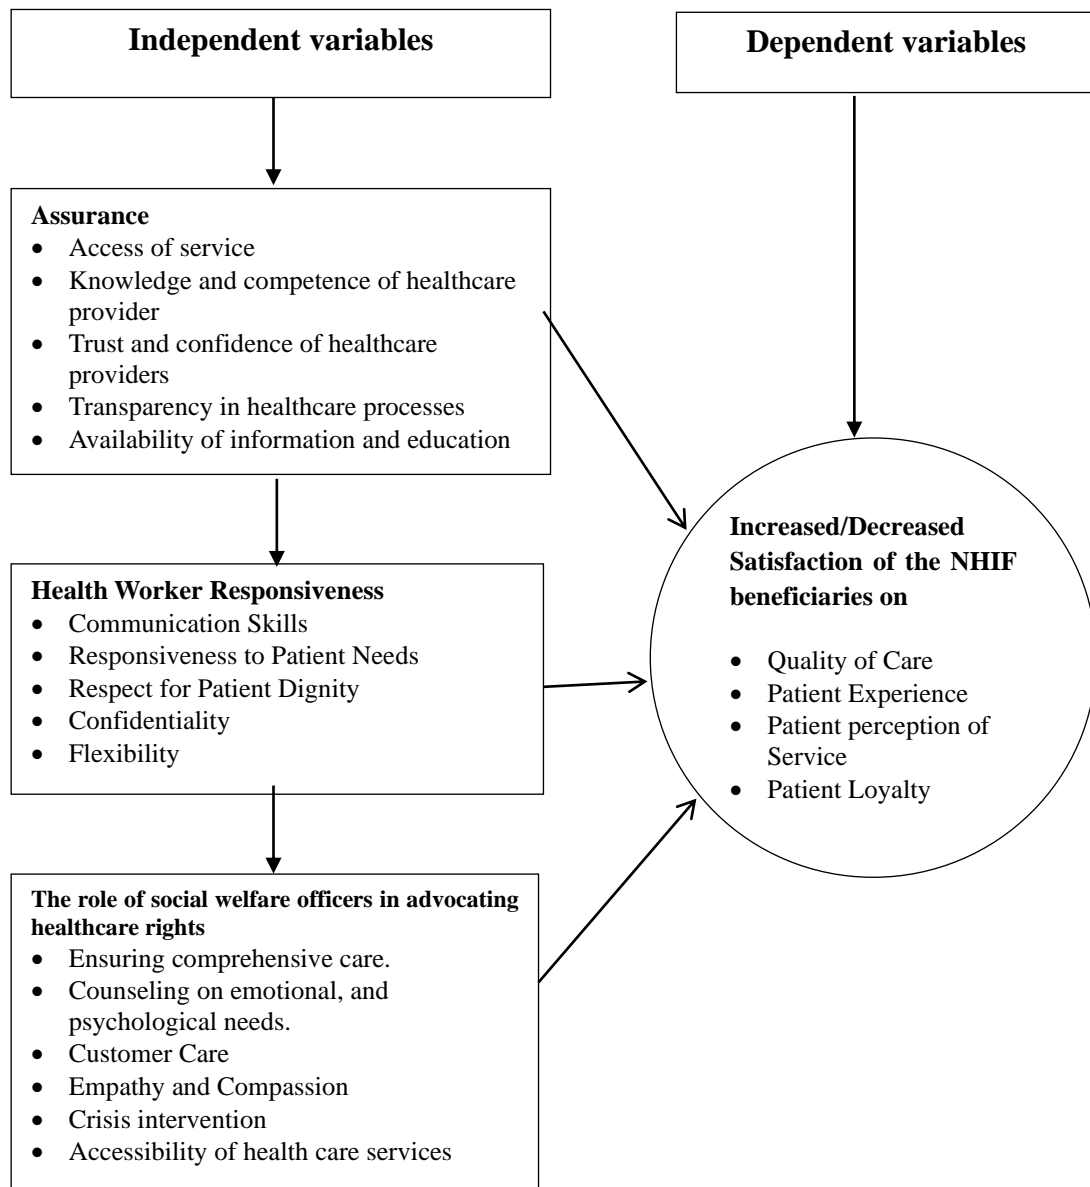 Independent variables
Dependent variables
Assurance
• Access of service
• Knowledge and competence of healthcare
provider
• Trust and confidence of healthcare
providers
• Transparency in healthcare processes
• Availability of information and education
Health Worker Responsiveness
• Communication Skills
• Responsiveness to Patient Needs
• Respect for Patient Dignity
• Confidentiality
• Flexibility
The role of social welfare officers in advocating
healthcare rights
• Ensuring comprehensive care.
• Counseling on emotional, and
psychological needs.
• Customer Care
• Empathy and Compassion
• Crisis intervention
• Accessibility of health care services
Increased/Decreased
Satisfaction of the NHIF
beneficiaries on
• Quality of Care
• Patient Experience
• Patient perception of
Service
• Patient Loyalty